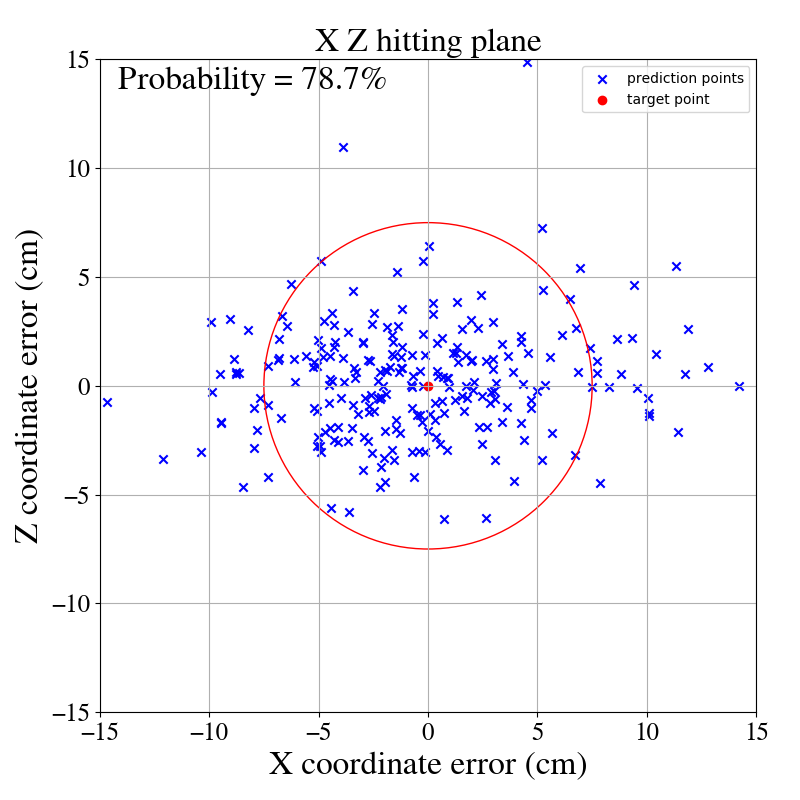 X Z hitting plane
Probability = 78.7%
prediction points
target point
15
10
5
0
−5
−10
−15
Z coordinate error (cm)
−15 −10 −5 0 5 10 15
X coordinate error (cm)